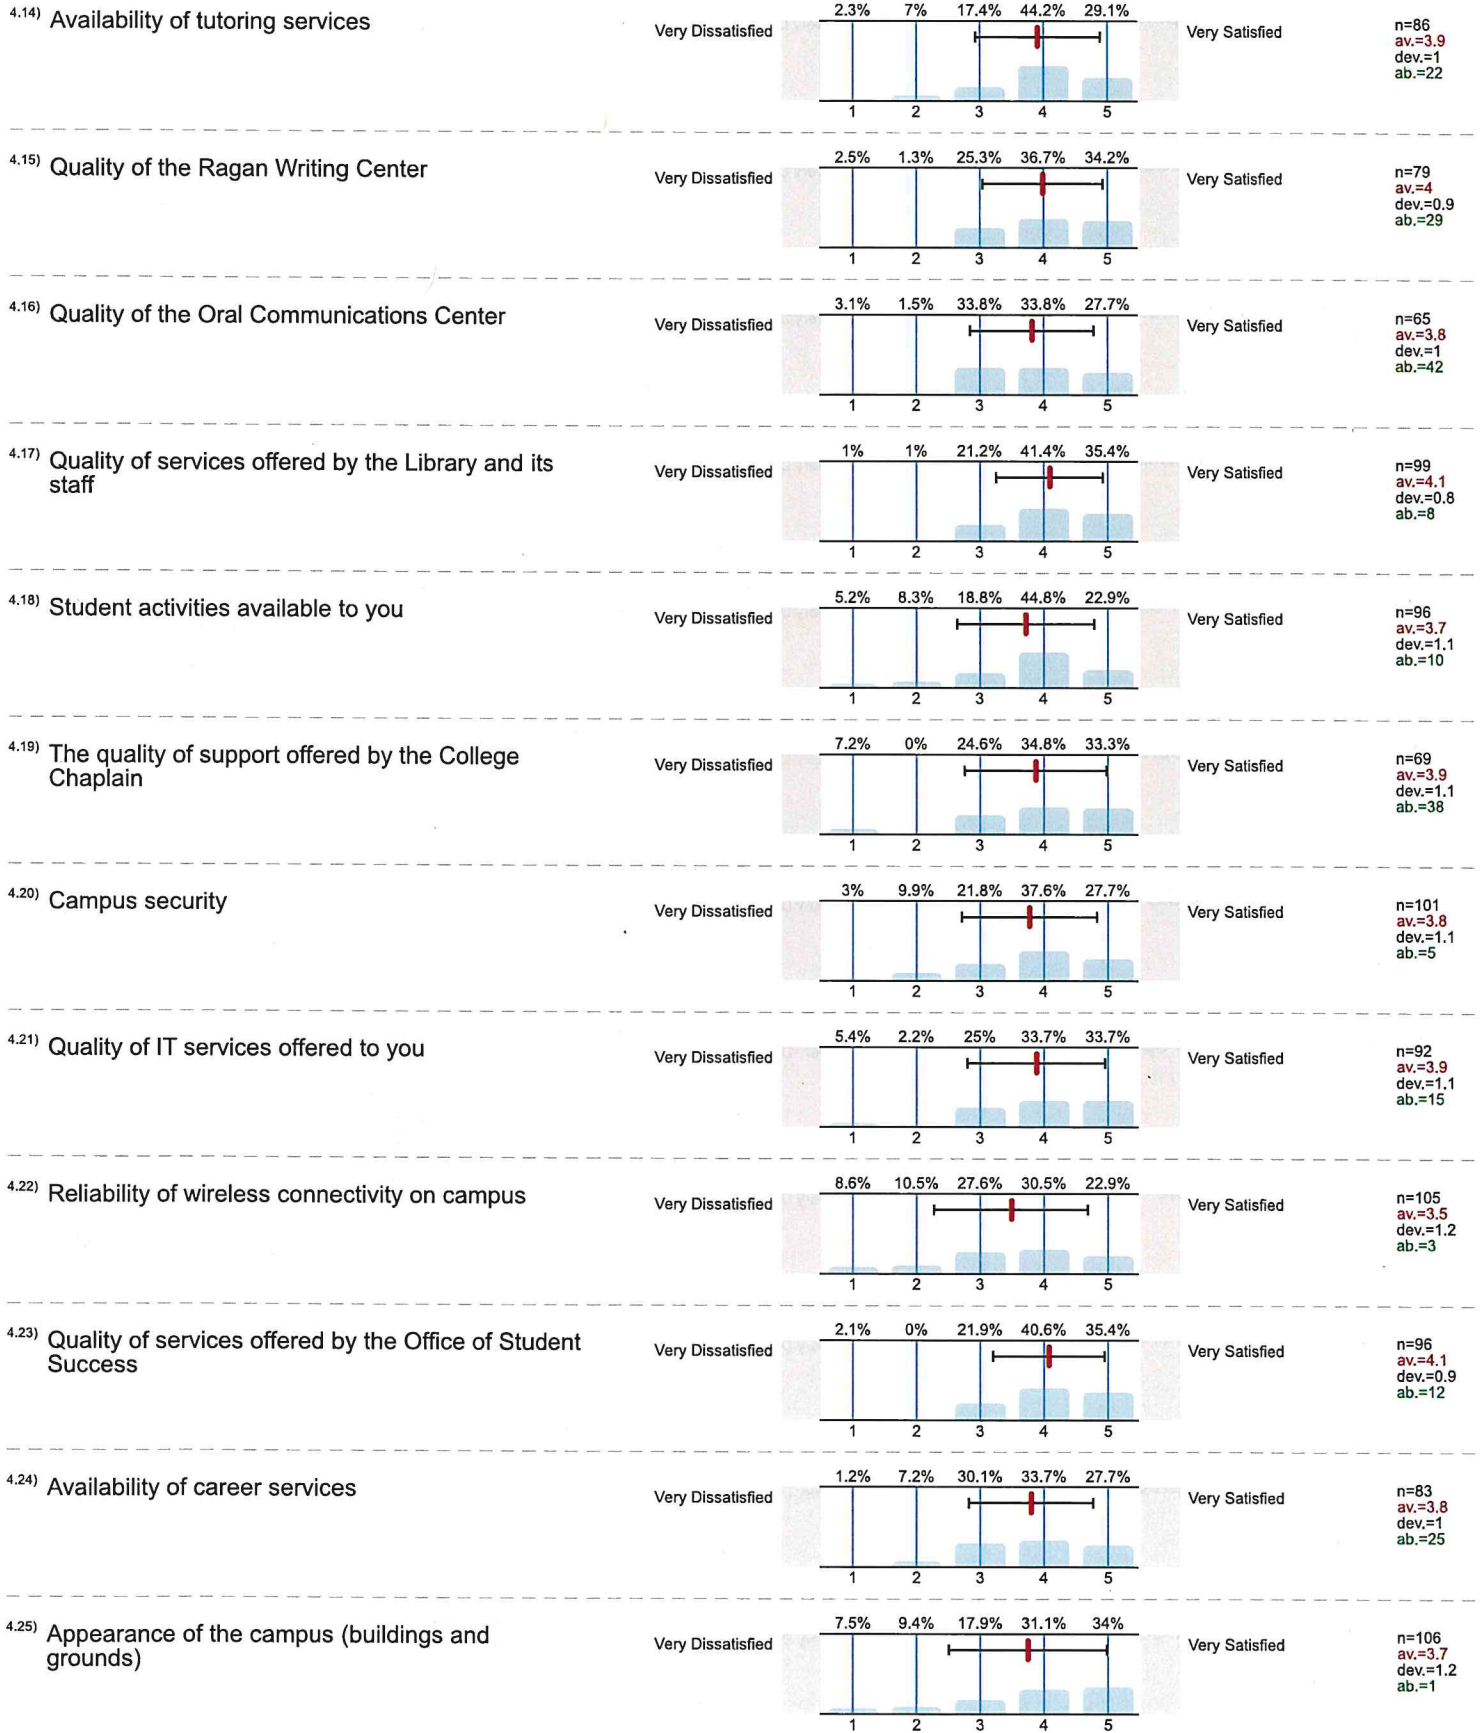 2.3% 7% 17.4% 44.2% 29.1%
4.14) Availability of tutoring services
Very Dissatisfied
Very Satisfied
n=86
av.=3.9
dev.=1
ab.=22
1 2 3 4 5
2.5% 1.3% 25.3% 36.7% 34.2%
4.15) Quality of the Ragan Writing Center
Very Dissatisfied
Very Satisfied
n=79
av.=4
dev.=0.9
ab.=29
1 2 3 4 5
3.1% 1.5% 33.8% 33.8% 27.7%
4.16) Quality of the Oral Communications Center
Very Dissatisfied
Very Satisfied
n=65
av.=3.8
dev.=1
ab.=42
1 2 3 4 5
1% 1% 21.2% 41.4% 35.4%
4.17) Quality of services offered by the Library and its
staff
Very Dissatisfied
Very Satisfied
n=99
av.=4.1
dev.=0.8
ab.=8
1 2 3 4 5
5.2% 8.3% 18.8% 44.8% 22.9%
4.18) Student activities available to you
Very Dissatisfied
Very Satisfied
n=96
av.=3.7
dev.=1.1
ab.=10
1 2 3 4 5
7.2% 0% 24.6% 34.8% 33.3%
4.19) The quality of support offered by the College
Chaplain
Very Dissatisfied
Very Satisfied
n=69
av.=3.9
dev.=1.1
ab.=38
1 2 3 4 5
3% 9.9% 21.8% 37.6% 27.7%
4.20) Campus security
Very Dissatisfied
Very Satisfied
n=101
av.=3.8
dev.=1.1
ab.=5
1 2 3 4 5
5.4% 2.2% 25% 33.7% 33.7%
4.21) Quality of IT services offered to you
Very Dissatisfied
Very Satisfied
n=92
av.=3.9
dev.=1.1
ab.=15
1 2 3 4 5
8.6% 10.5% 27.6% 30.5% 22.9%
4.22) Reliability of wireless connectivity on campus
Very Dissatisfied
Very Satisfied
n=105
av.=3.5
dev.=1.2
ab.=3
1 2 3 4 5
2.1% 0% 21.9% 40.6% 35.4%
4.23) Quality of services offered by the Office of Student
Success
Very Dissatisfied
Very Satisfied
n=96
av.=4.1
dev.=0.9
ab.=12
1 2 3 4 5
1.2% 7.2% 30.1% 33.7% 27.7%
4.24) Availability of career services
Very Dissatisfied
Very Satisfied
n=83
av.=3.8
dev.=1
ab.=25
1 2 3 4 5
7.5% 9.4% 17.9% 31.1% 34%
4.25) Appearance of the campus (buildings and
grounds)
Very Dissatisfied
Very Satisfied
n=106
av.=3.7
dev.=1.2
ab.=1
1 2 3 4 5